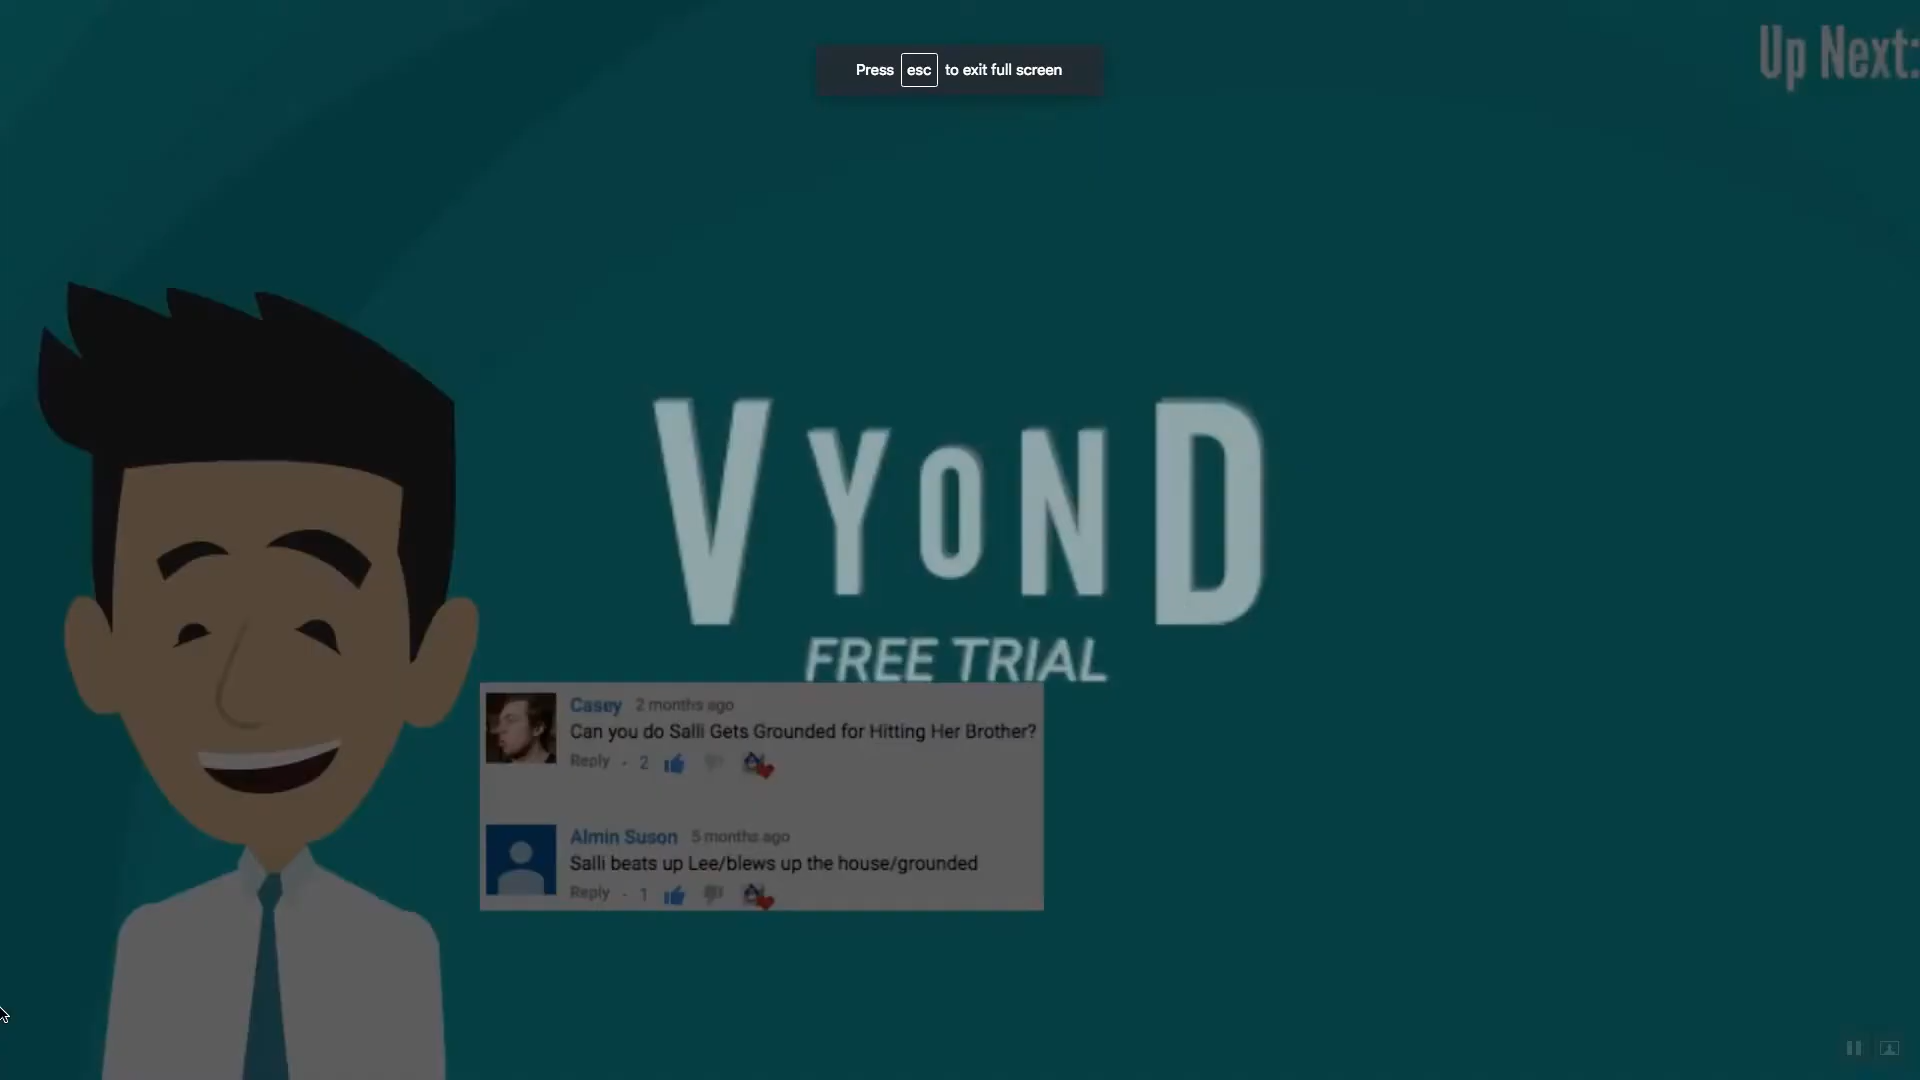 Up Next:
Press esc to exit full screen
VYOND
FREE TRIAL
Casey 2 months ago
Can you do Salli Gets Grounded for Hitting Her Brother?
Reply · 2
Almin Suson 5 months ago
Salli beats up Lee/blews up the house/grounded
Reply · 1